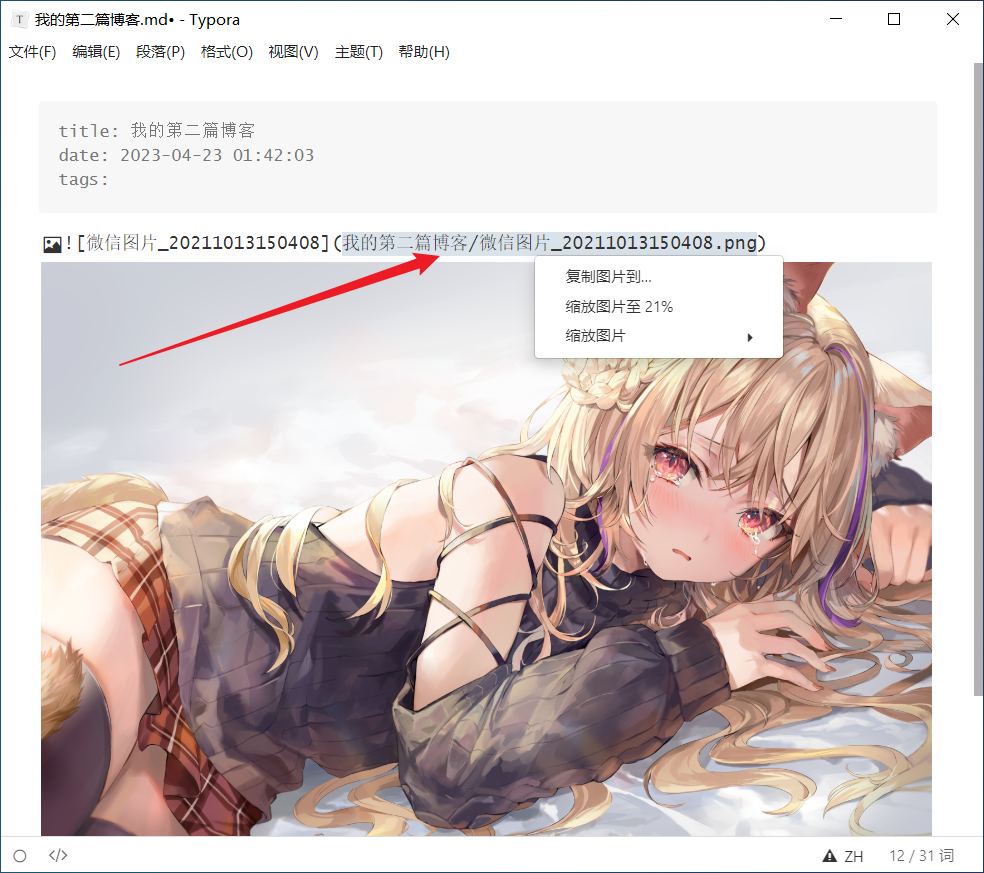 T 我的第二篇博客.md• - Typora
文件(F) 编辑(E) 段落(P) 格式(O) 视图(V) 主题(T) 帮助(H)
title: 我的第二篇博客
date: 2023-04-23 01:42:03
tags:
![微信图片_20211013150408](我的第二篇博客/微信图片_20211013150408.png)
复制图片到...
缩放图片至 21%
缩放图片
</> ZH 12 / 31 词